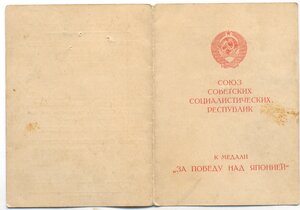 СОЮЗ
СОВЕТСКИХ
СОЦИАЛИСТИЧЕСКИХ
РЕСПУБЛИК
К МЕДАЛИ
„ЗА ПОБЕДУ НАД ЯПОНИЕЙ“